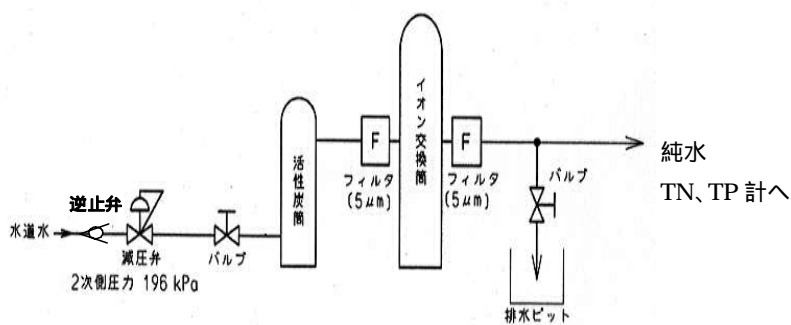 水道水
逆止弁
減圧弁
2次側圧力 196 kPa
バルブ
活性炭筒
F
フィルタ
(5μm)
イオン交換筒
F
フィルタ
(5μm)
バルブ
排水ピット
純水
TN、TP 計へ